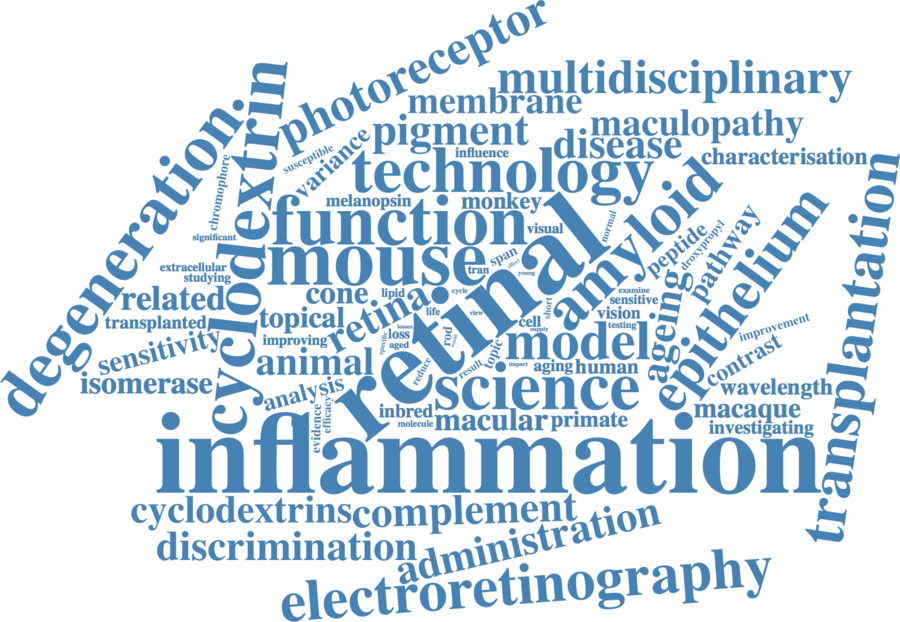 photoreceptor
multidisciplinary
membrane
pigment
maculopathy
disease
characterisation
susceptible
variance
influence
technology
cyclodextrin
degeneration
chromophore
melanopsin
monkey
function
visual
normal
amyloid
significant
mouse
retinal
span
effect
young
tran
peptide
droxypropyl
pathway
epithelium
transplantation
extracellular
studying
related
cone
lipid
cycle
retina
life
view
short
examine
sensitive
vision
testing
transplanted
topical
losses
loss
aged
specific
rod
cell
supply
ageing
improvement
sensitivity
improving
animal
reduce
result
topic
impact
model
aging
human
contrast
isomerase
analysis
science
wavelength
evidence
efficacy
inbred
molecule
macular
primate
macaque
investigating
inflammation
cyclodextrins
complement
discrimination
administration
electroretinography